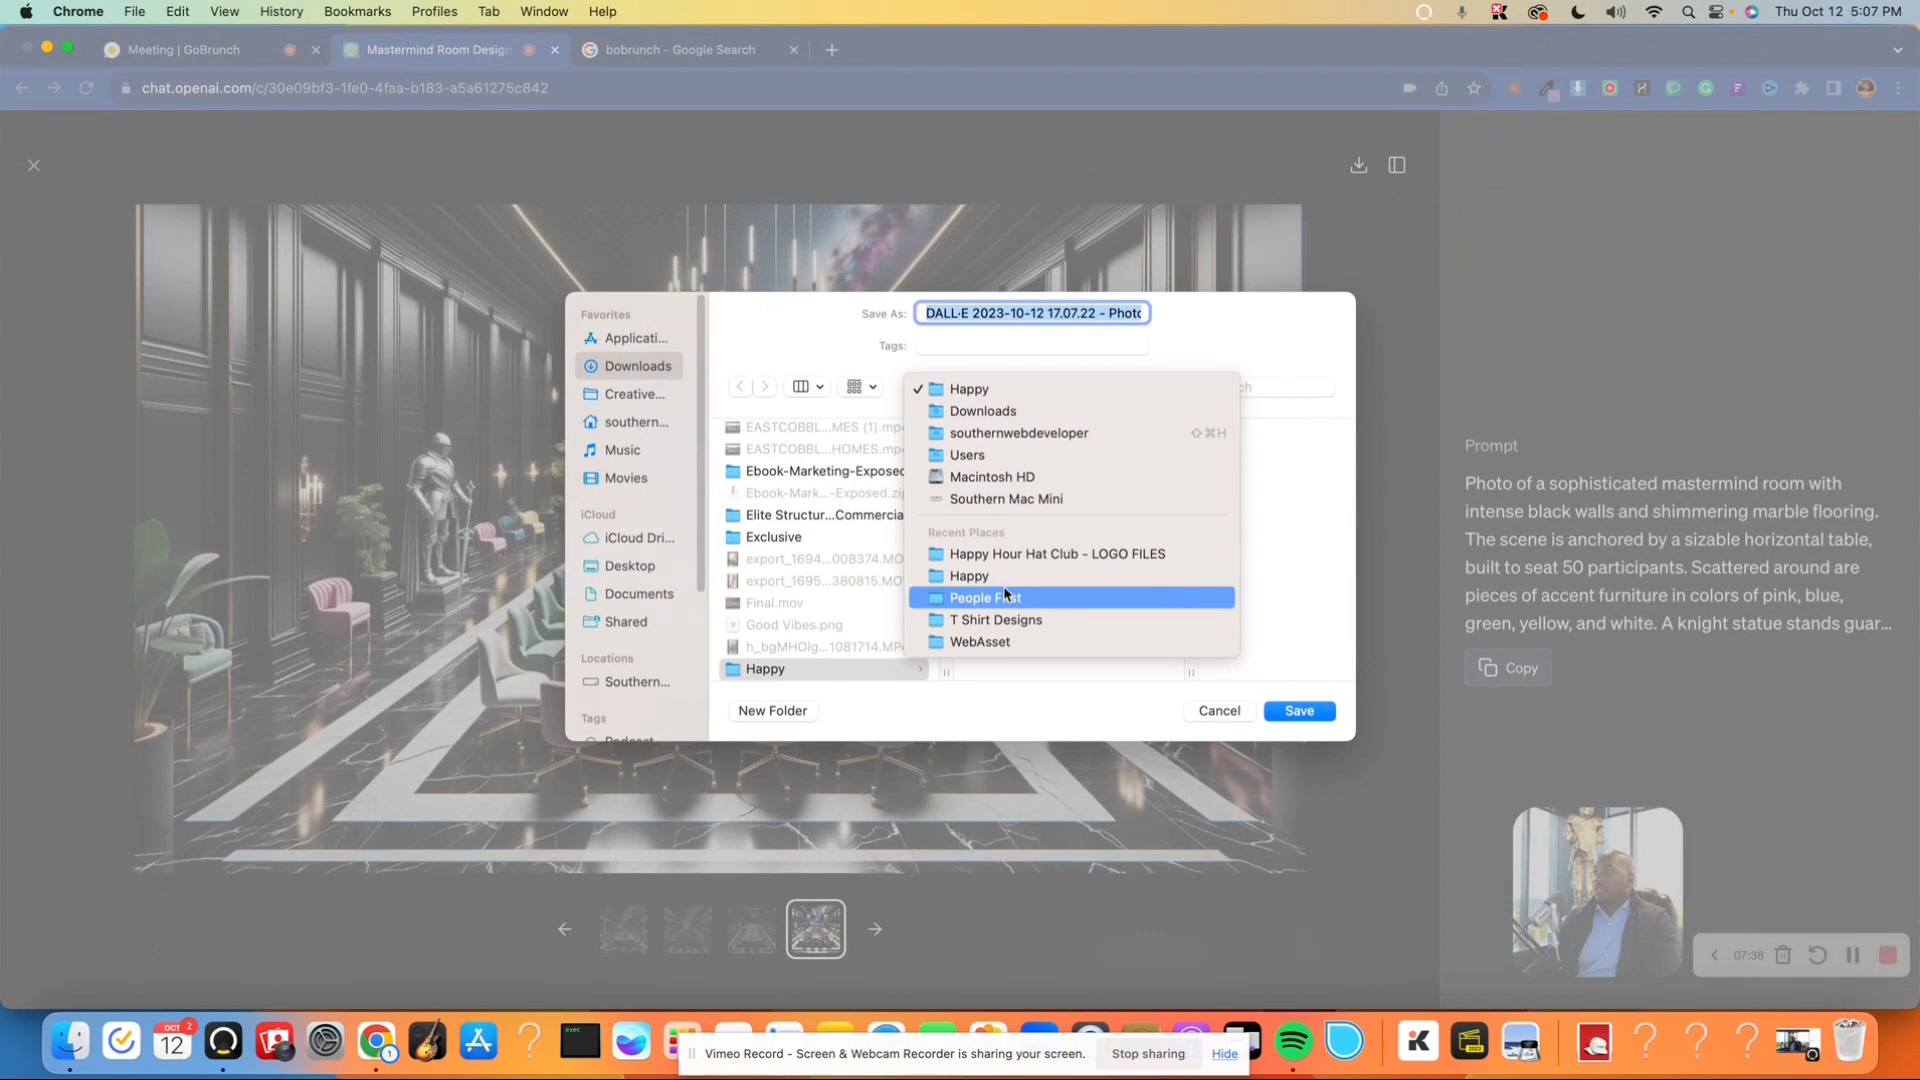 Chrome File Edit View History Bookmarks Profiles Tab Window Help
Thu Oct 12 5:07 PM
Meeting | GoBrunch
Mastermind Room Design
bobrunch - Google Search
chat.openai.com/c/30e09bf3-1fe0-4faa-b183-a5a61275c842
Save As: DALL·E 2023-10-12 17.07.22 - Photo
Tags:
Favorites
Applicati...
Downloads
Creative...
southern...
Music
Movies
iCloud
iCloud Dri...
Desktop
Documents
Shared
Locations
Southern...
Tags
EASTCOBBL...MES (1).mp4
EASTCOBBL...HOMES.mp4
Ebook-Marketing-Exposed
Ebook-Mark...-Exposed.zip
Elite Structur...Commercia
Exclusive
export_1694...008374.MO
export_1695...380815.MO
Final.mov
Good Vibes.png
h_bgMHOIg...1081714.MP4
Happy
Happy
Downloads
southernwebdeveloper ⇧⌘H
Users
Macintosh HD
Southern Mac Mini
Recent Places
Happy Hour Hat Club - LOGO FILES
Happy
People First
T Shirt Designs
WebAsset
New Folder
Cancel
Save
Prompt
Photo of a sophisticated mastermind room with
intense black walls and shimmering marble flooring.
The scene is anchored by a sizable horizontal table,
built to seat 50 participants. Scattered around are
pieces of accent furniture in colors of pink, blue,
green, yellow, and white. A knight statue stands guar...
Copy
07:38
OCT
2
12
exec
1
Vimeo Record - Screen & Webcam Recorder is sharing your screen.
Stop sharing
Hide